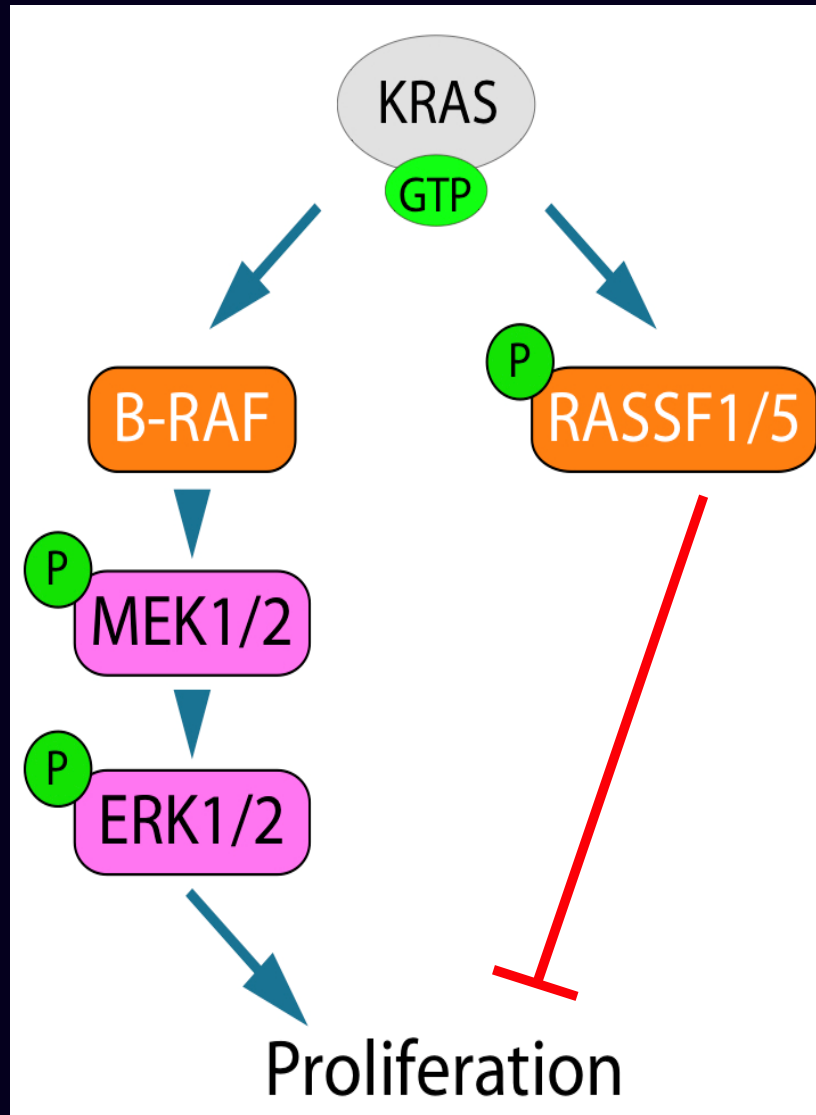 KRAS
GTP
B-RAF
P
RASSF1/5
P
MEK1/2
P
ERK1/2
Proliferation